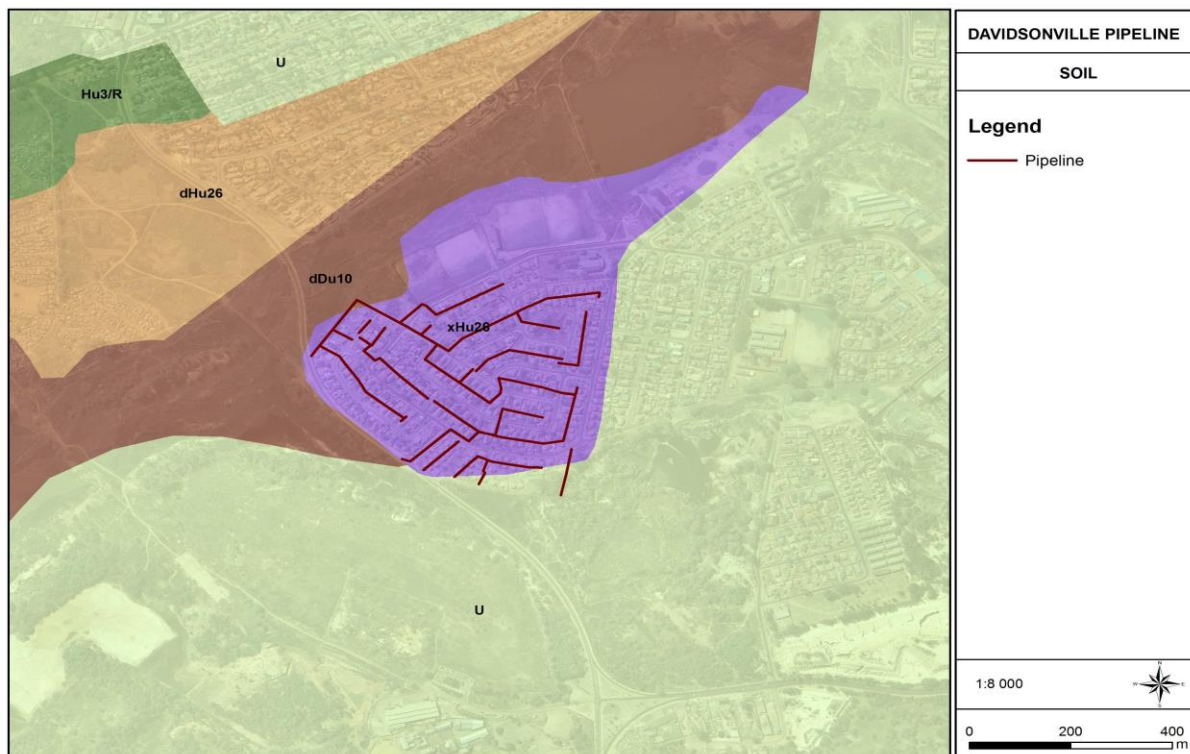 U
Hu3/R
dHu26
dDu10
xHu26
U
DAVIDSONVILLE PIPELINE
SOIL
Legend
Pipeline
1:8 000
N
W E
S
0 200 400
m